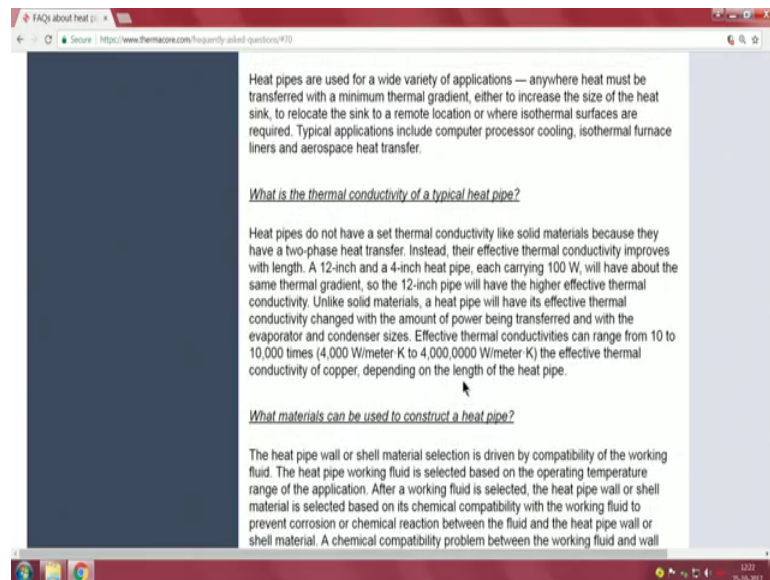 FAQs about heat pi
Secure | https://www.thermacore.com/frequently-asked-questions/#70
Heat pipes are used for a wide variety of applications — anywhere heat must be
transferred with a minimum thermal gradient, either to increase the size of the heat
sink, to relocate the sink to a remote location or where isothermal surfaces are
required. Typical applications include computer processor cooling, isothermal furnace
liners and aerospace heat transfer.
What is the thermal conductivity of a typical heat pipe?
Heat pipes do not have a set thermal conductivity like solid materials because they
have a two-phase heat transfer. Instead, their effective thermal conductivity improves
with length. A 12-inch and a 4-inch heat pipe, each carrying 100 W, will have about the
same thermal gradient, so the 12-inch pipe will have the higher effective thermal
conductivity. Unlike solid materials, a heat pipe will have its effective thermal
conductivity changed with the amount of power being transferred and with the
evaporator and condenser sizes. Effective thermal conductivities can range from 10 to
10,000 times (4,000 W/meter·K to 4,000,0000 W/meter·K) the effective thermal
conductivity of copper, depending on the length of the heat pipe.
What materials can be used to construct a heat pipe?
The heat pipe wall or shell material selection is driven by compatibility of the working
fluid. The heat pipe working fluid is selected based on the operating temperature
range of the application. After a working fluid is selected, the heat pipe wall or shell
material is selected based on its chemical compatibility with the working fluid to
prevent corrosion or chemical reaction between the fluid and the heat pipe wall or
shell material. A chemical compatibility problem between the working fluid and wall
12:22
25-10-2017